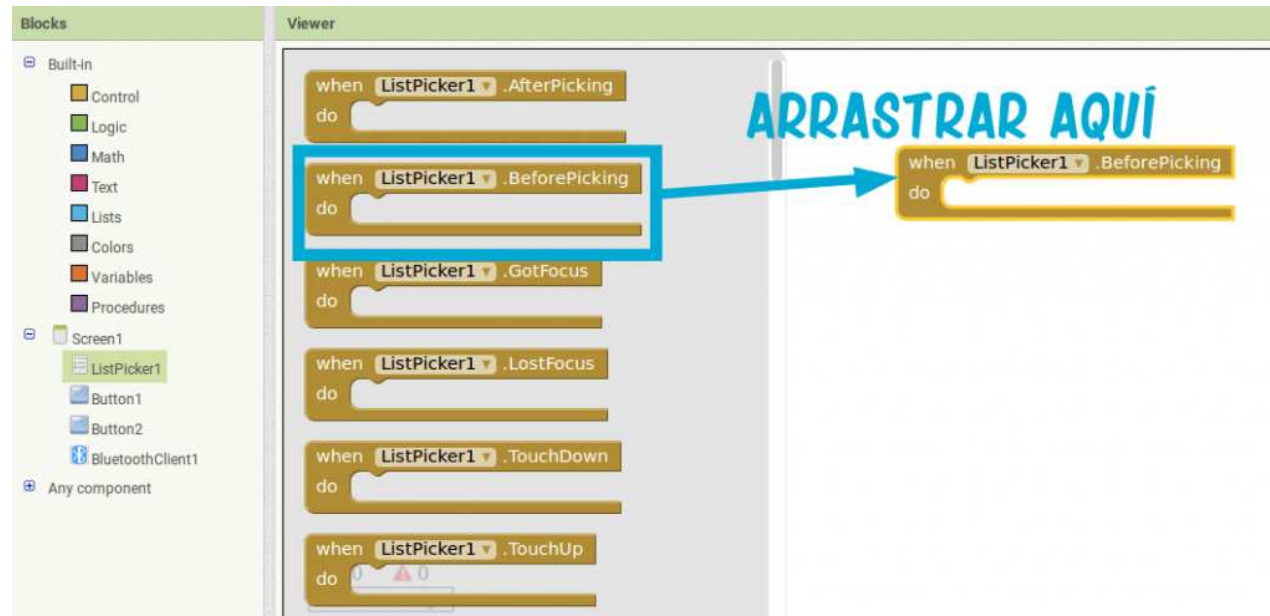 Blocks
Built-in
Control
Logic
Math
Text
Lists
Colors
Variables
Procedures
Screen1
ListPicker1
Button1
Button2
BluetoothClient1
Any component
Viewer
when ListPicker1 .AfterPicking
do
when ListPicker1 .BeforePicking
do
when ListPicker1 .GotFocus
do
when ListPicker1 .LostFocus
do
when ListPicker1 .TouchDown
do
when ListPicker1 .TouchUp
do
0 0
ARRASTRAR AQUÍ
when ListPicker1 .BeforePicking
do